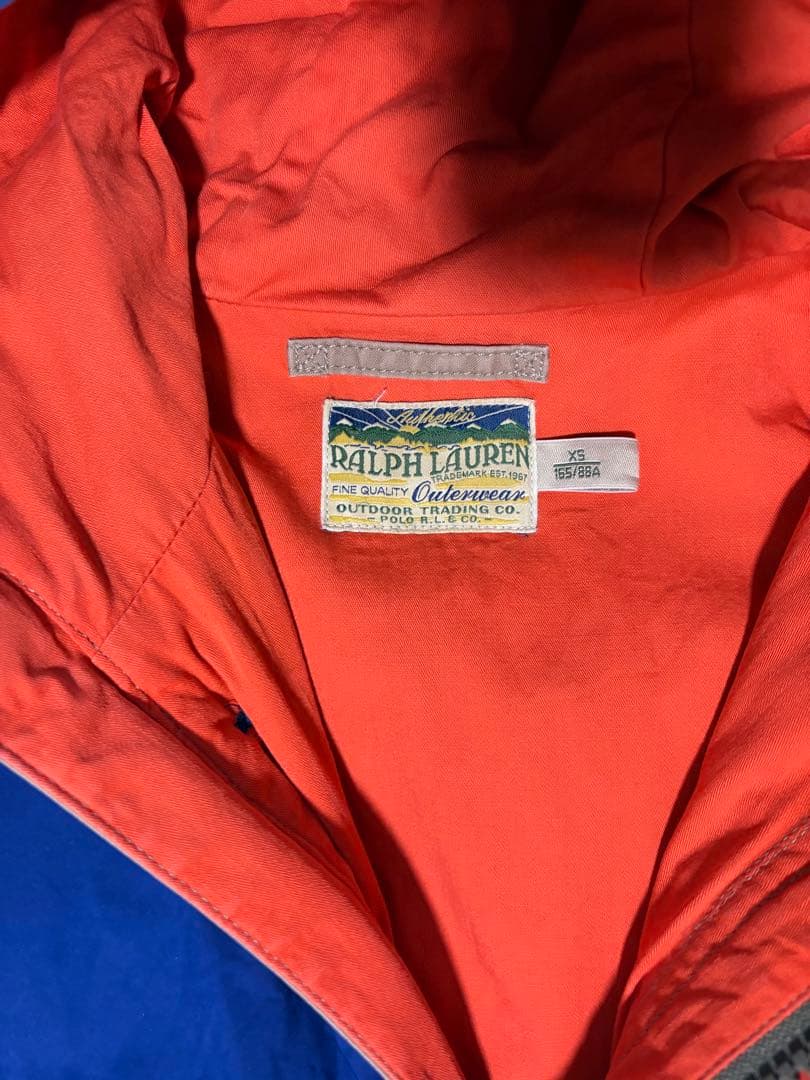 Authentic
RALPH LAUREN
TRADEMARK-EST.1967
FINE QUALITY Outerwear
OUTDOOR TRADING CO.
- POLO R.L. & CO. -
XS
165/88A